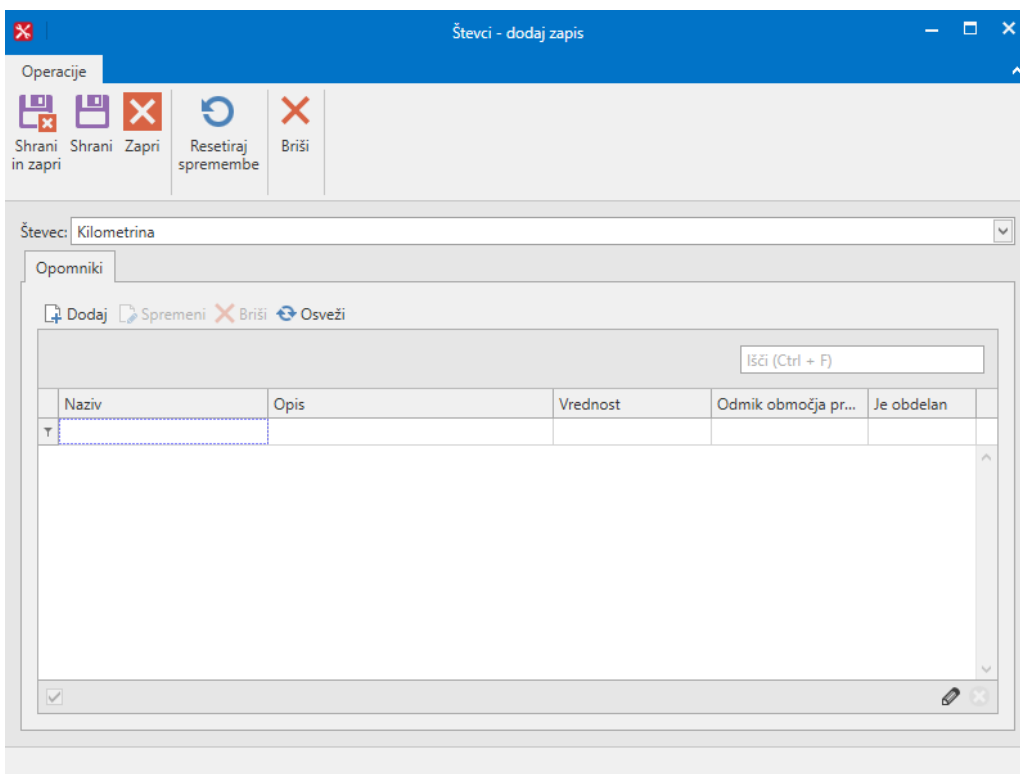 Števci - dodaj zapis
Operacije
Shrani in zapri
Shrani
Zapri
Resetiraj spremembe
Briši
Števec: Kilometrina
Opomniki
Dodaj Spremeni Briši Osveži
Išči (Ctrl + F)
Naziv Opis Vrednost Odmik območja pr... Je obdelan